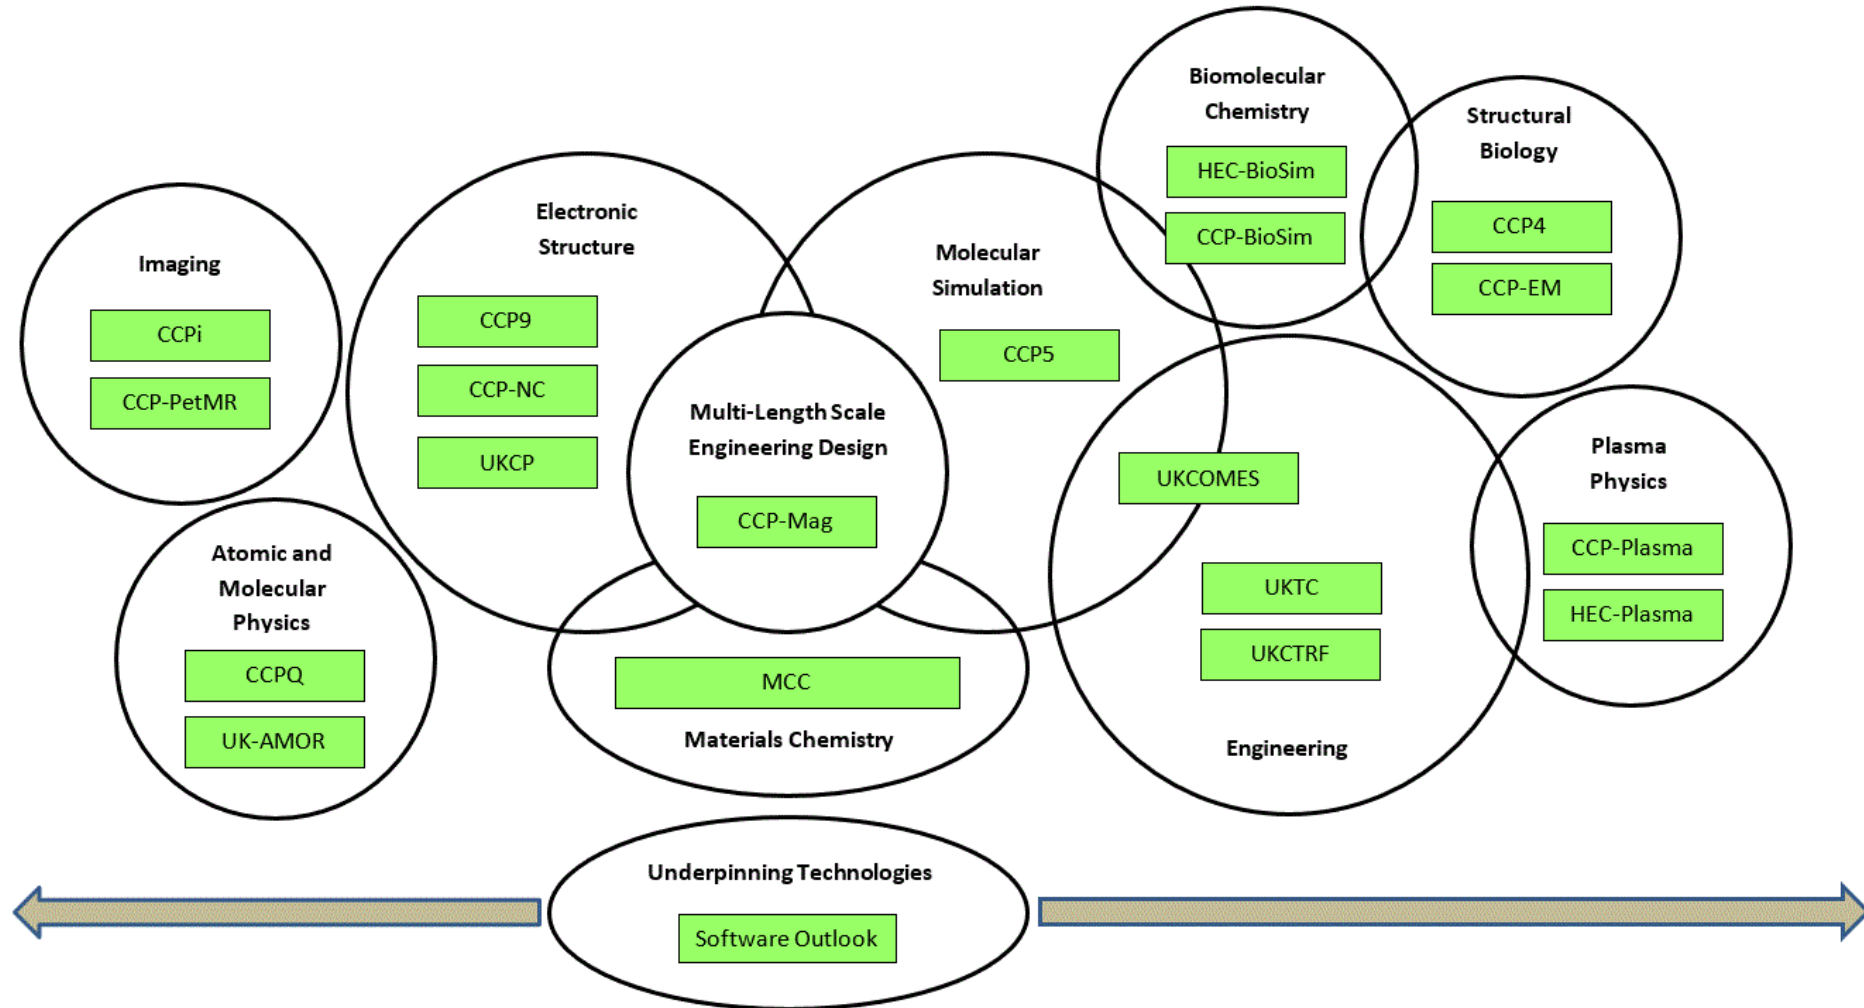 Biomolecular
Chemistry
HEC-BioSim
CCP-BioSim
Structural
Biology
CCP4
CCP-EM
Electronic
Structure
CCP9
CCP-NC
UKCP
Molecular
Simulation
CCP5
Imaging
CCPi
CCP-PetMR
Multi-Length Scale
Engineering Design
CCP-Mag
UKCOMES
UKTC
UKCTRF
Engineering
Plasma
Physics
CCP-Plasma
HEC-Plasma
Atomic and
Molecular
Physics
CCPQ
UK-AMOR
MCC
Materials Chemistry
Underpinning Technologies
Software Outlook